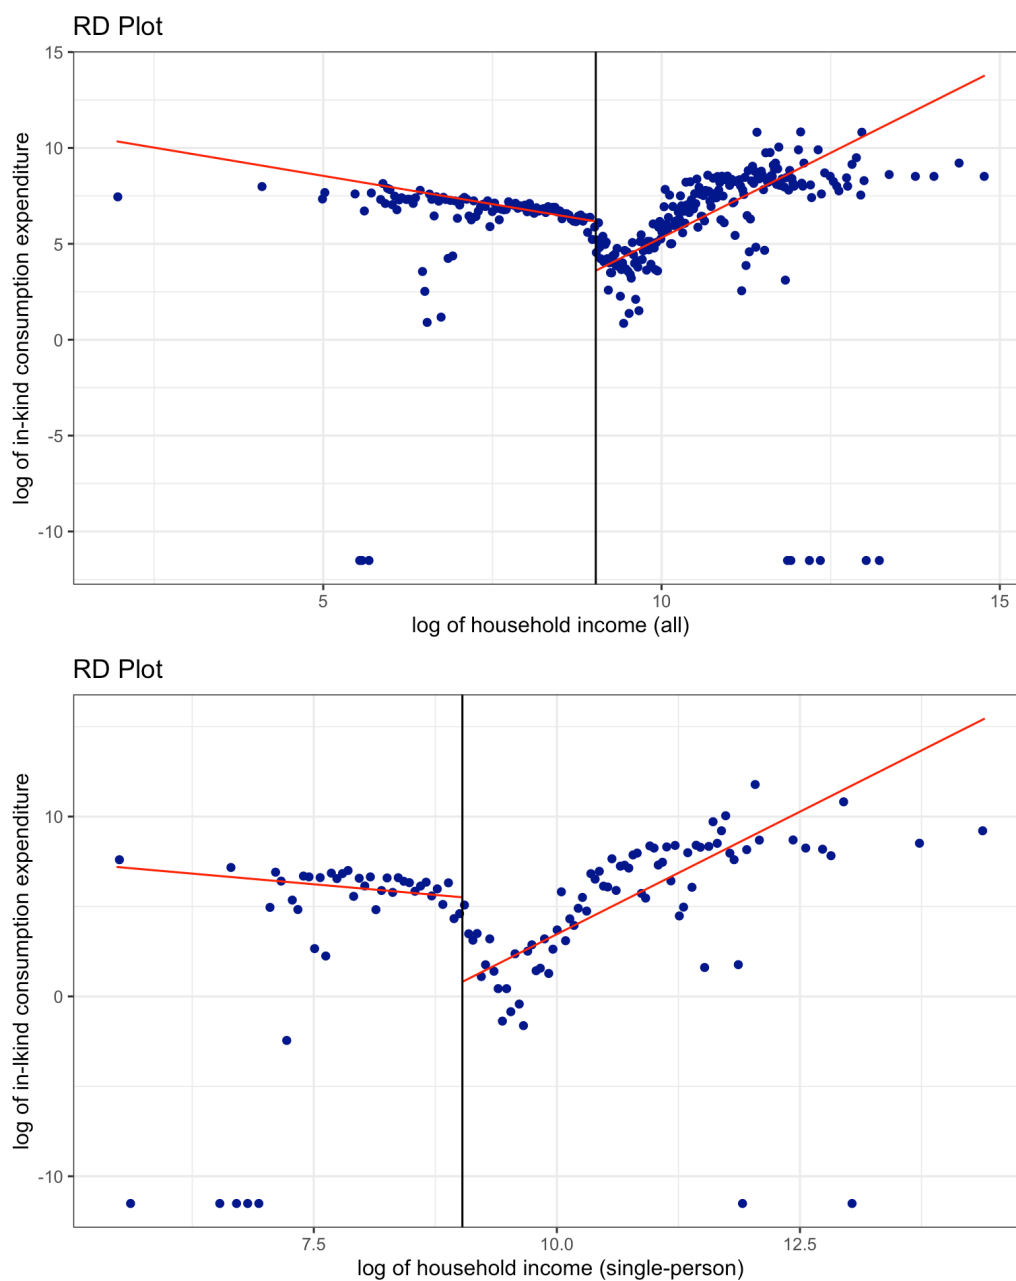 RD Plot
15
10
5
0
-5
-10
log of in-kind consumption expenditure
5
10
15
log of household income (all)
RD Plot
10
0
-10
log of in-lkind consumption expenditure
7.5
10.0
12.5
log of household income (single-person)